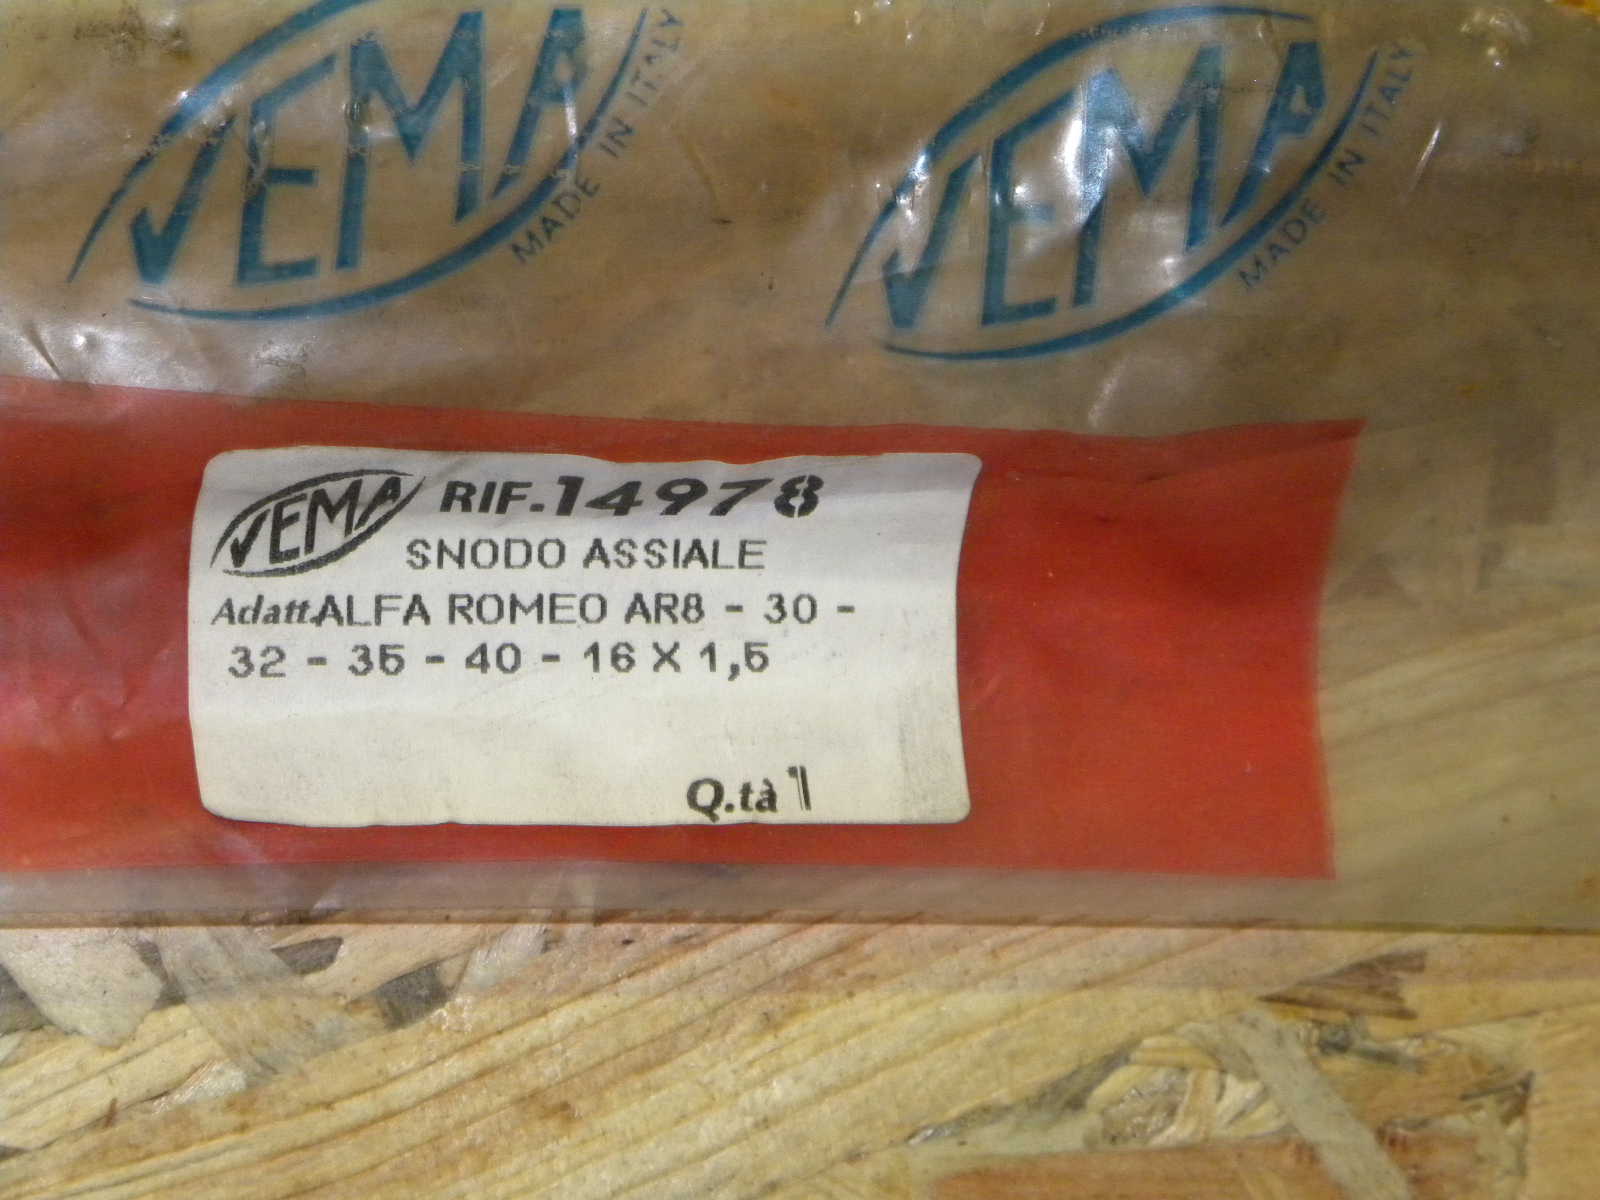 VEMA
MADE IN ITALY
VEMA
MADE IN ITALY
VEMA RIF.14978
SNODO ASSIALE
Adatt.ALFA ROMEO AR8 - 30 -
32 - 35 - 40 - 16 X 1,5
Q.tà 1